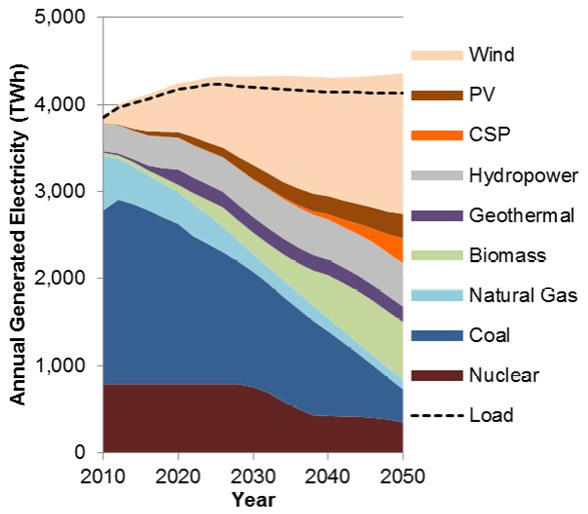 Annual Generated Electricity (TWh)
5,000
4,000
3,000
2,000
1,000
0
2010 2020 2030 2040 2050
Year
Wind
PV
CSP
Hydropower
Geothermal
Biomass
Natural Gas
Coal
Nuclear
Load